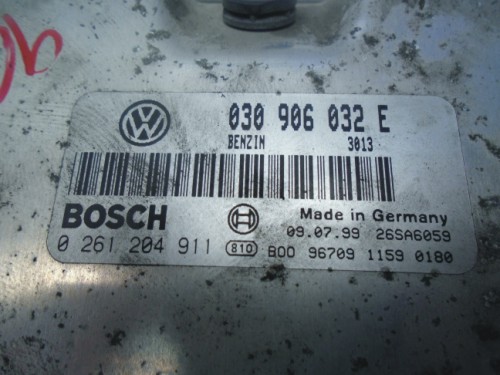 030 906 032 E
BENZIN 3013
BOSCH Made in Germany
09.07.99 26SA6059
0 261 204 911 810 BOO 96709 1159 0180